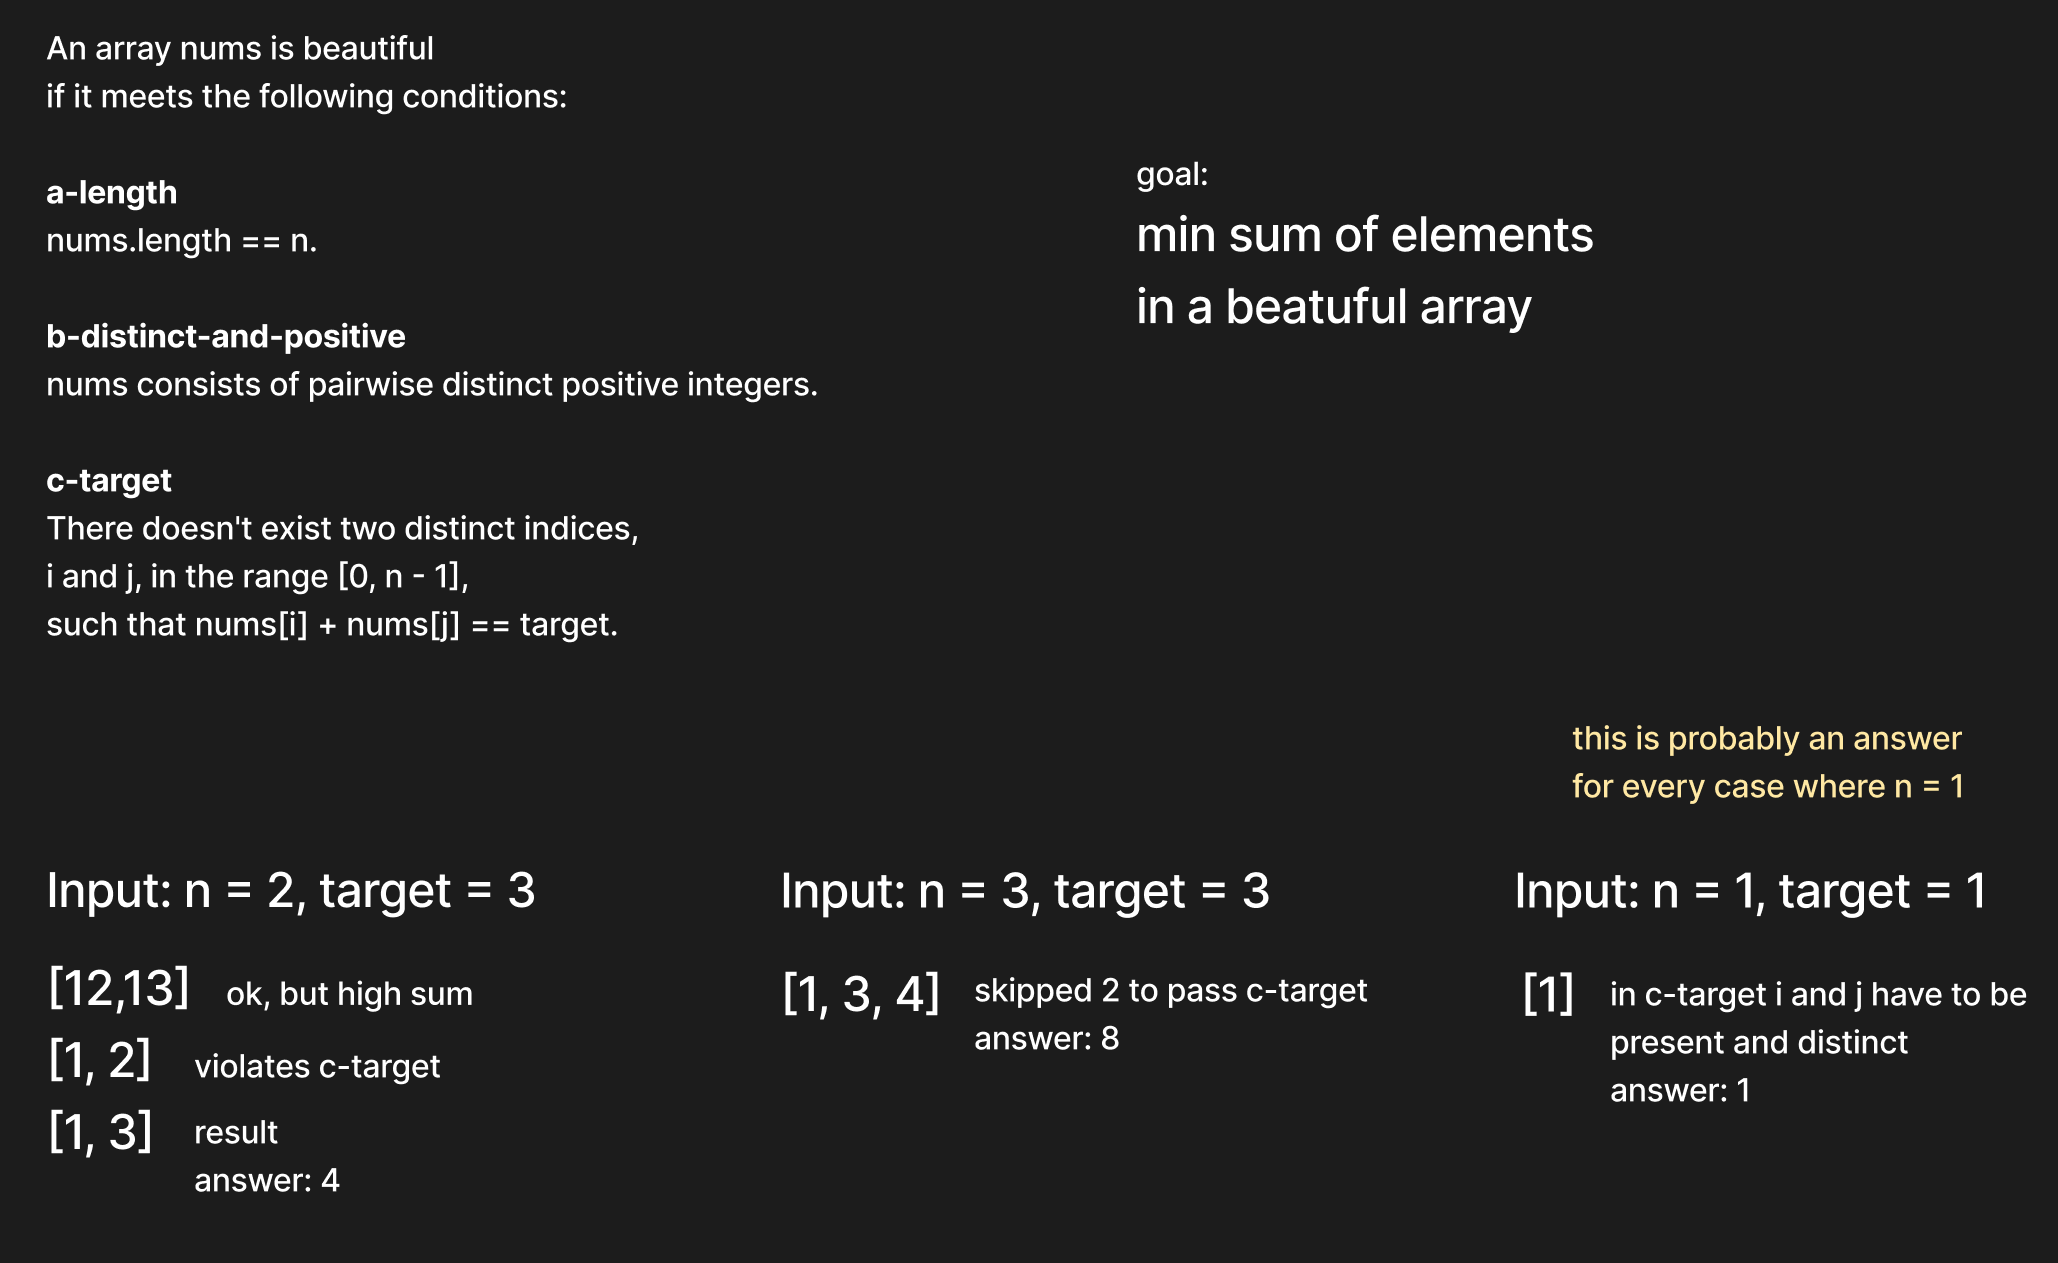 An array nums is beautiful
if it meets the following conditions:
a-length
nums.length == n.
b-distinct-and-positive
nums consists of pairwise distinct positive integers.
c-target
There doesn't exist two distinct indices,
i and j, in the range [0, n - 1],
such that nums[i] + nums[j] == target.
goal:
min sum of elements
in a beatuful array
Input: n = 2, target = 3
[12,13] ok, but high sum
[1, 2] violates c-target
[1, 3] result
answer: 4
Input: n = 3, target = 3
[1, 3, 4] skipped 2 to pass c-target
answer: 8
this is probably an answer
for every case where n = 1
Input: n = 1, target = 1
[1] in c-target i and j have to be
present and distinct
answer: 1